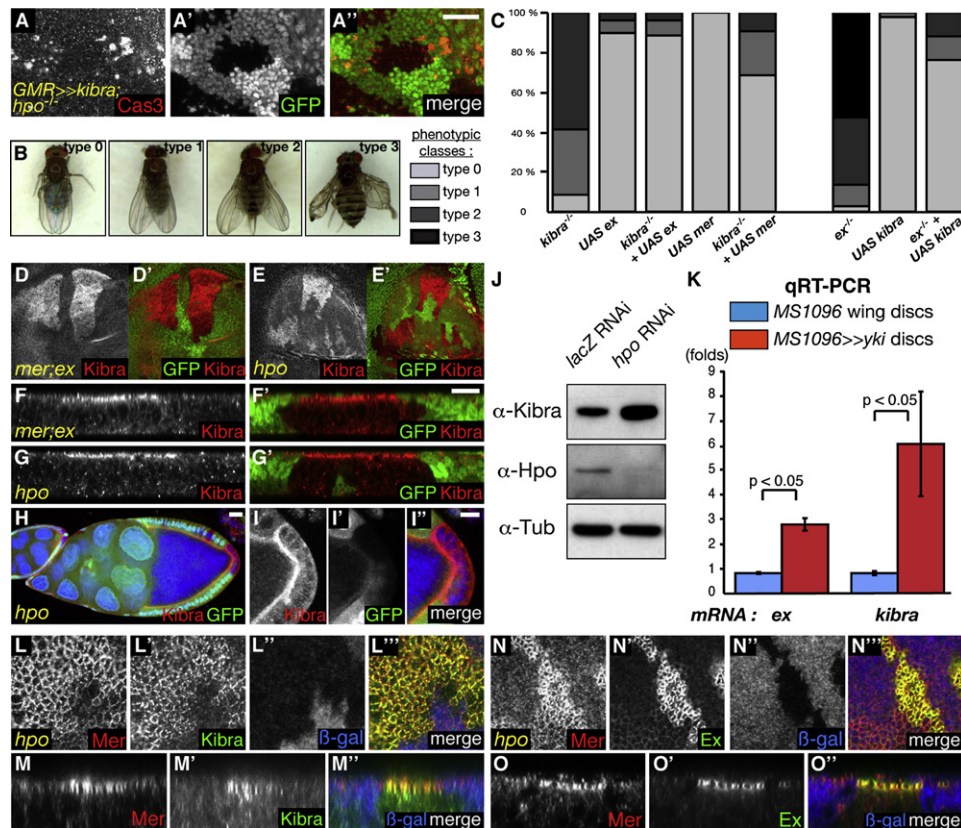 A
GMR>>kibra;
hpo-/-
Cas3
A'
GFP
A''
merge
B
type 0
type 1
type 2
type 3
phenotypic
classes :
type 0
type 1
type 2
type 3
C
100 %
80 %
60 %
40 %
20 %
0
kibra-/-
UAS ex
kibra-/-
+ UAS ex
UAS mer
kibra-/-
+ UAS mer
ex-/-
UAS kibra
ex-/- +
UAS kibra
D
mer;ex
Kibra
D'
GFP Kibra
E
hpo
Kibra
E'
GFP Kibra
F
mer;ex
Kibra
F'
GFP Kibra
G
hpo
Kibra
G'
GFP Kibra
H
hpo
Kibra GFP
I
Kibra
I'
GFP
I''
merge
J
lacZ RNAi
hpo RNAi
α-Kibra
α-Hpo
α-Tub
K
qRT-PCR
MS1096 wing discs
MS1096>>yki discs
(folds)
9
8
7
6
5
4
3
2
1
0
p < 0.05
p < 0.05
mRNA : ex kibra
L
hpo Mer
L'
Kibra
L''
ß-gal
L'''
merge
M
Mer
M'
Kibra
M''
ß-gal merge
N
hpo Mer
N'
Ex
N''
ß-gal
N'''
merge
O
Mer
O'
Ex
O''
ß-gal merge